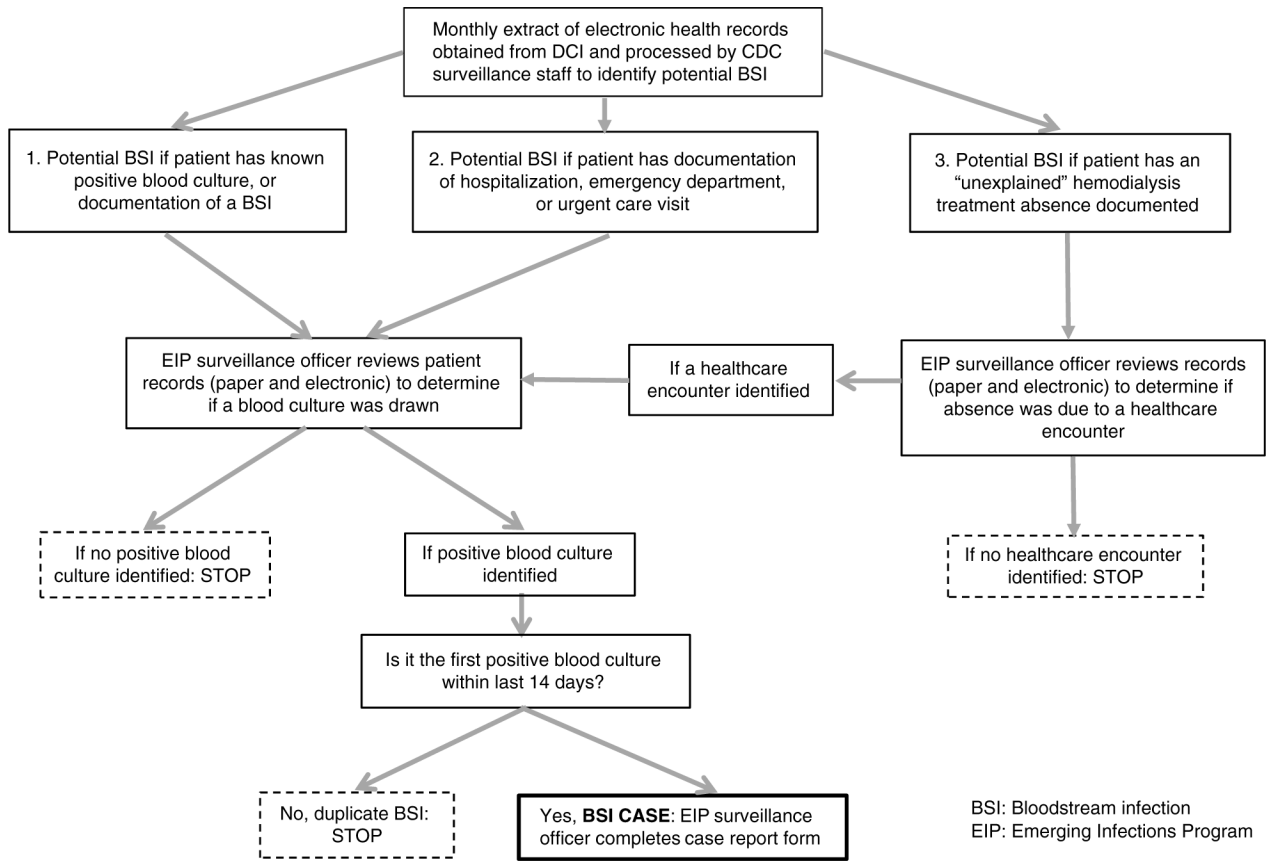 Monthly extract of electronic health records
obtained from DCI and processed by CDC
surveillance staff to identify potential BSI
1. Potential BSI if patient has known
positive blood culture, or
documentation of a BSI
2. Potential BSI if patient has documentation
of hospitalization, emergency department,
or urgent care visit
3. Potential BSI if patient has an
“unexplained” hemodialysis
treatment absence documented
EIP surveillance officer reviews patient
records (paper and electronic) to determine
if a blood culture was drawn
If a healthcare
encounter identified
EIP surveillance officer reviews records
(paper and electronic) to determine if
absence was due to a healthcare
encounter
If no positive blood
culture identified: STOP
If positive blood culture
identified
If no healthcare encounter
identified: STOP
Is it the first positive blood culture
within last 14 days?
No, duplicate BSI:
STOP
Yes, BSI CASE: EIP surveillance
officer completes case report form
BSI: Bloodstream infection
EIP: Emerging Infections Program